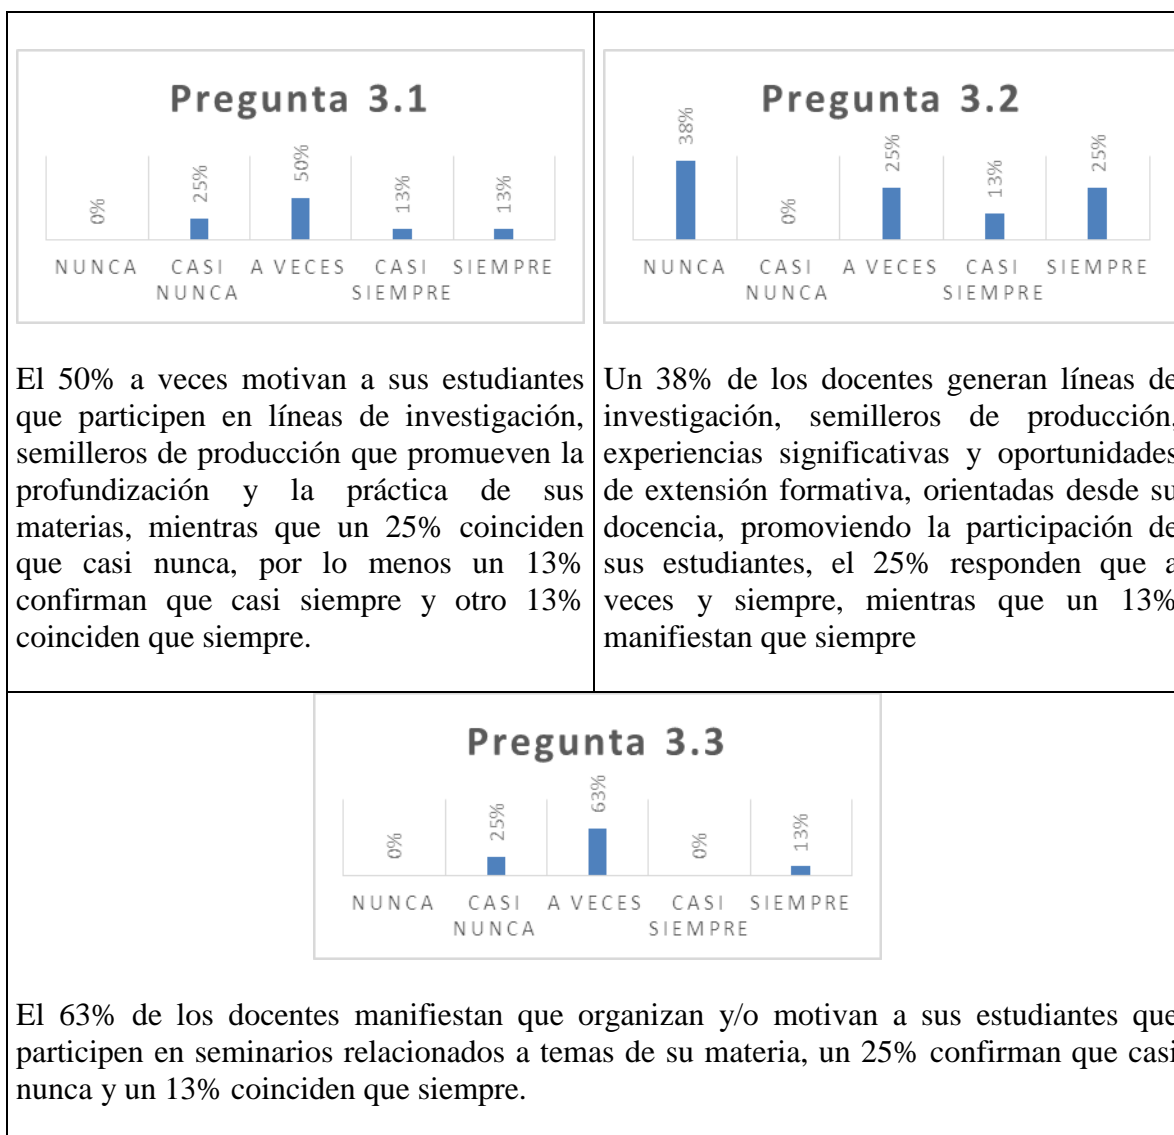 Pregunta 3.1
0%
25%
50%
13%
13%
NUNCA CASI A VECES CASI SIEMPRE
NUNCA SIEMPRE
El 50% a veces motivan a sus estudiantes
que participen en líneas de investigación,
semilleros de producción que promueven la
profundización y la práctica de sus
materias, mientras que un 25% coinciden
que casi nunca, por lo menos un 13%
confirman que casi siempre y otro 13%
coinciden que siempre.
Pregunta 3.2
38%
0%
25%
13%
25%
NUNCA CASI A VECES CASI SIEMPRE
NUNCA SIEMPRE
Un 38% de los docentes generan líneas de
investigación, semilleros de producción,
experiencias significativas y oportunidades
de extensión formativa, orientadas desde su
docencia, promoviendo la participación de
sus estudiantes, el 25% responden que a
veces y siempre, mientras que un 13%
manifiestan que siempre
Pregunta 3.3
0%
25%
63%
0%
13%
NUNCA CASI A VECES CASI SIEMPRE
NUNCA SIEMPRE
El 63% de los docentes manifiestan que organizan y/o motivan a sus estudiantes que
participen en seminarios relacionados a temas de su materia, un 25% confirman que casi
nunca y un 13% coinciden que siempre.